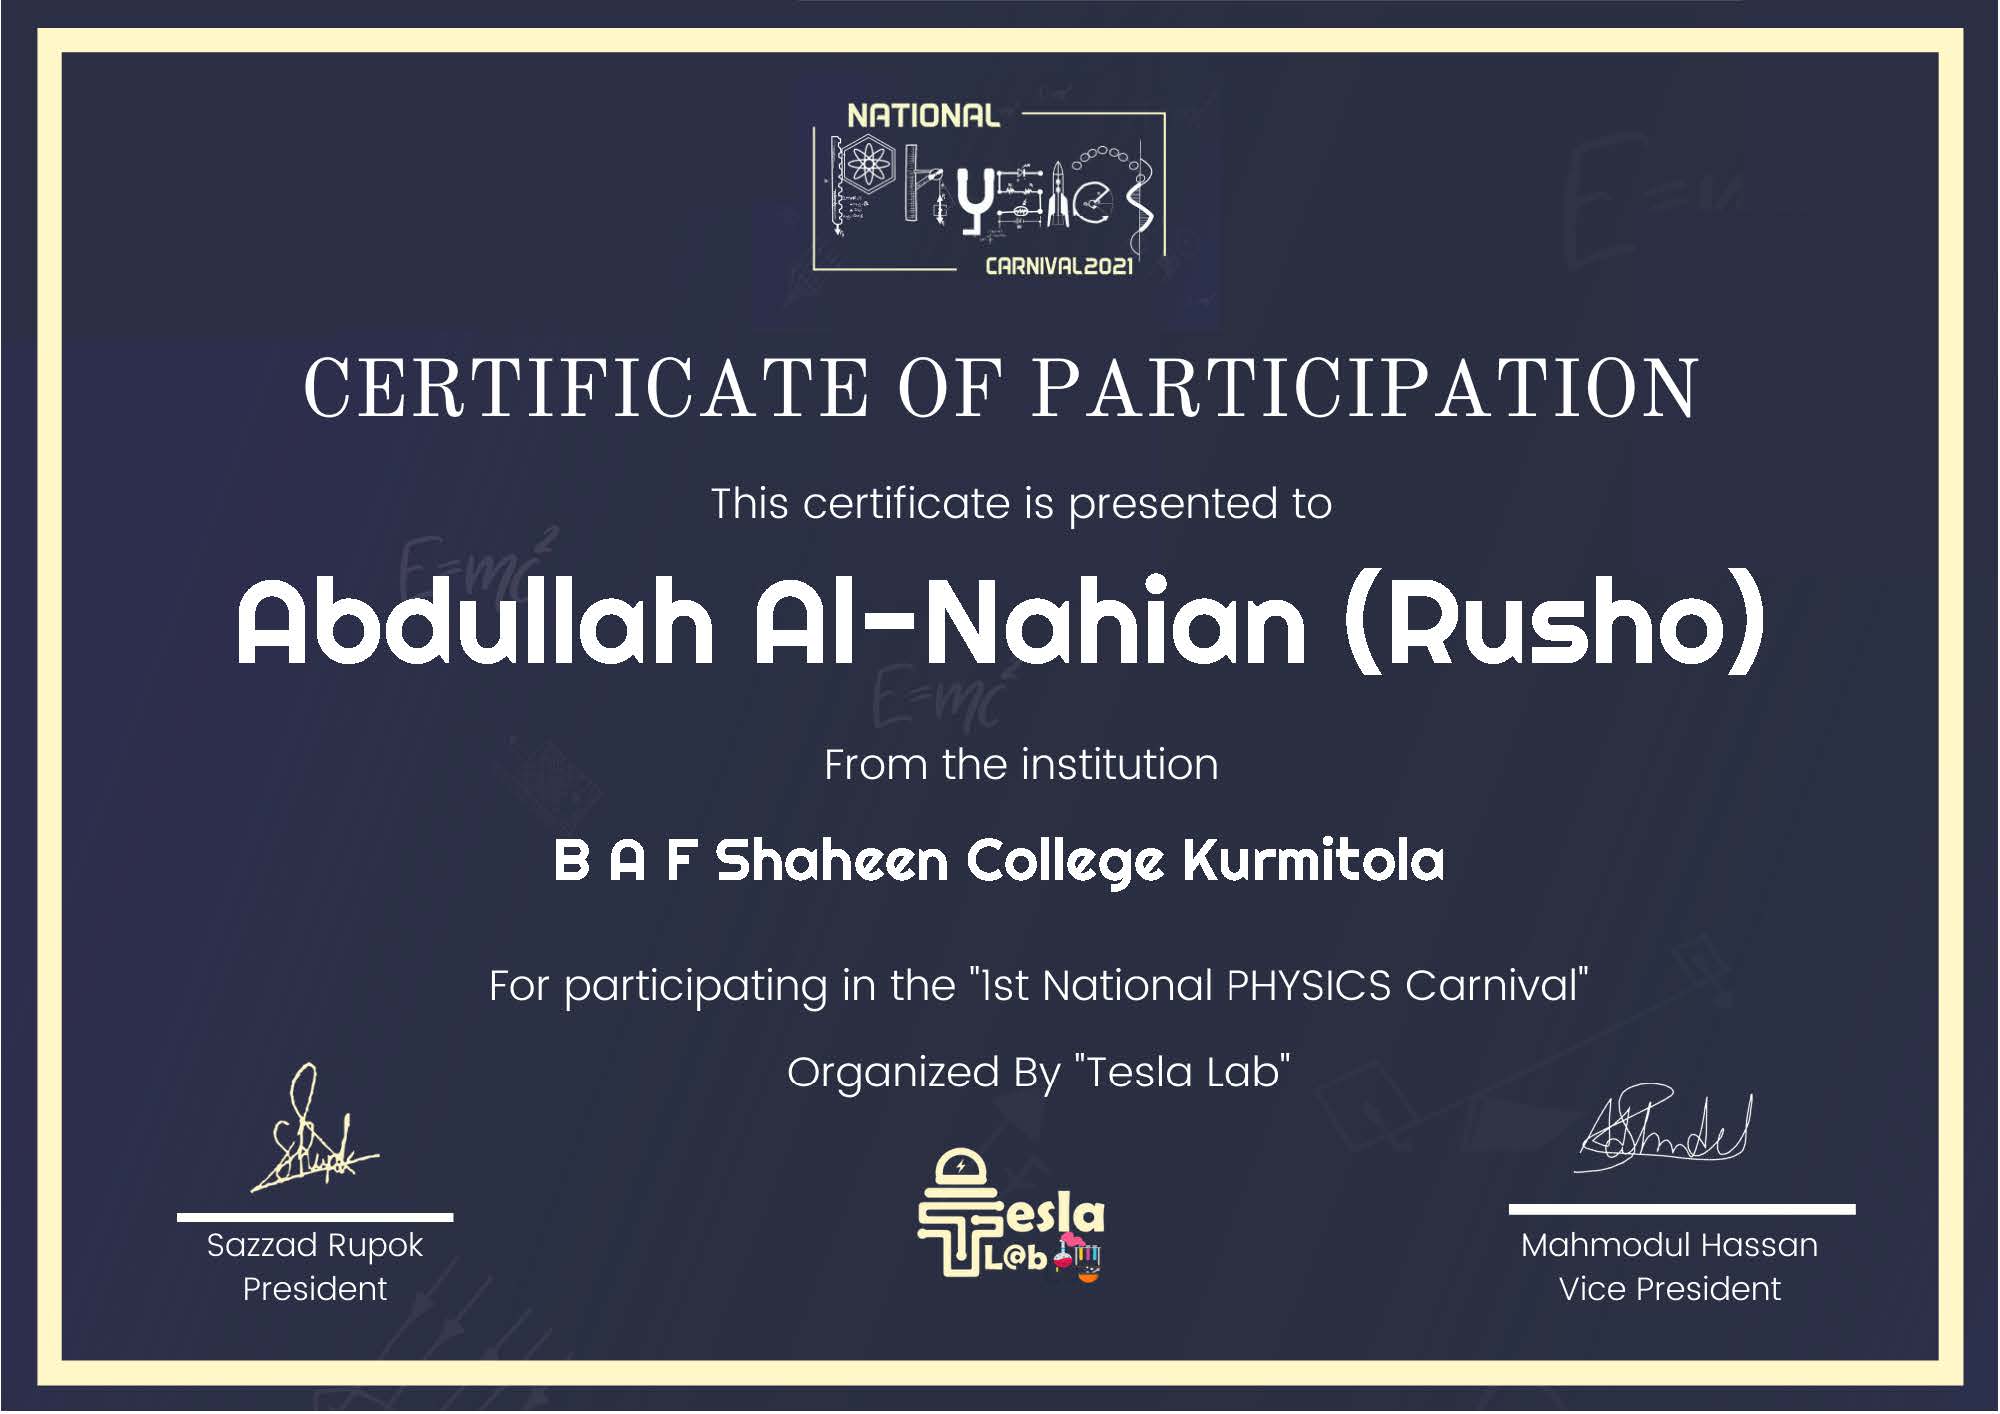 NATIONAL
PHYSICS
CARNIVAL2021
CERTIFICATE OF PARTICIPATION
This certificate is presented to
E=mc²
Abdullah Al-Nahian (Rusho)
E=mc²
From the institution
B A F Shaheen College Kurmitola
For participating in the "1st National PHYSICS Carnival"
Organized By "Tesla Lab"
Tesla
L@b
Sazzad Rupok
President
Mahmodul Hassan
Vice President